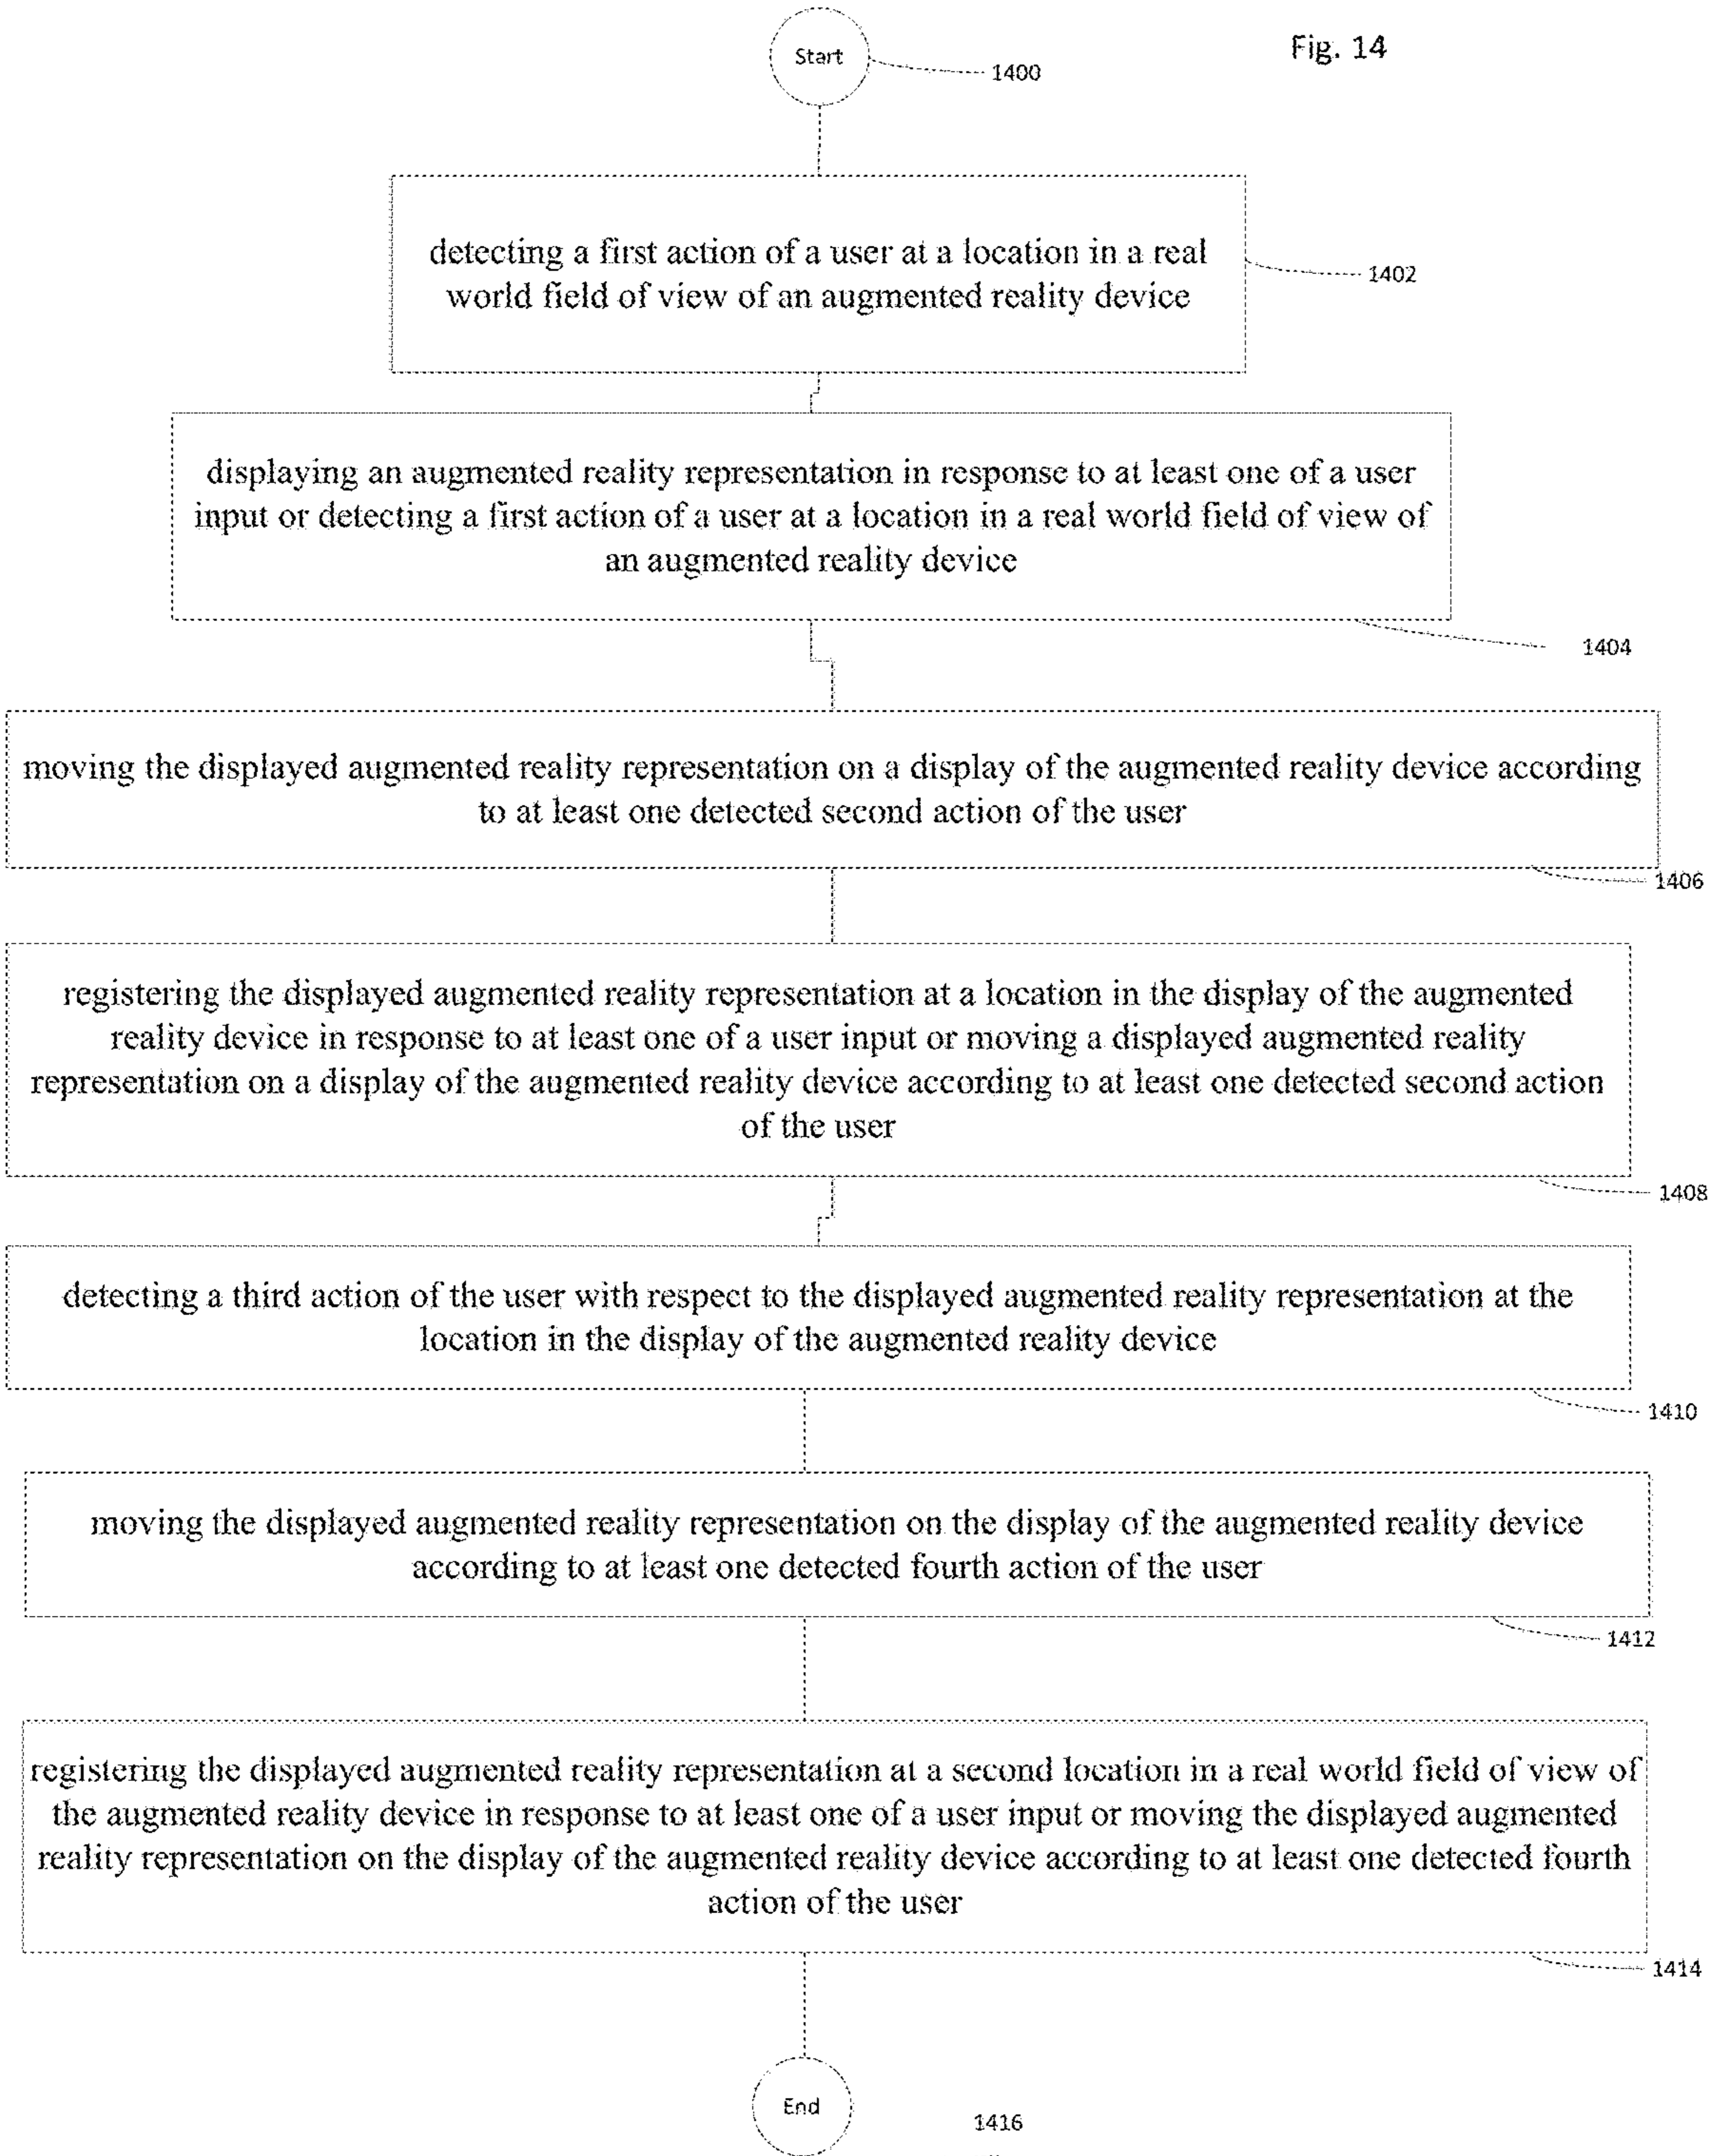 Fig. 14
Start
1400
detecting a first action of a user at a location in a real
world field of view of an augmented reality device
1402
displaying an augmented reality representation in response to at least one of a user
input or detecting a first action of a user at a location in a real world field of view of
an augmented reality device
1404
moving the displayed augmented reality representation on a display of the augmented reality device according
to at least one detected second action of the user
1406
registering the displayed augmented reality representation at a location in the display of the augmented
reality device in response to at least one of a user input or moving a displayed augmented reality
representation on a display of the augmented reality device according to at least one detected second action
of the user
1408
detecting a third action of the user with respect to the displayed augmented reality representation at the
location in the display of the augmented reality device
1410
moving the displayed augmented reality representation on the display of the augmented reality device
according to at least one detected fourth action of the user
1412
registering the displayed augmented reality representation at a second location in a real world field of view of
the augmented reality device in response to at least one of a user input or moving the displayed augmented
reality representation on the display of the augmented reality device according to at least one detected fourth
action of the user
1414
End
1416